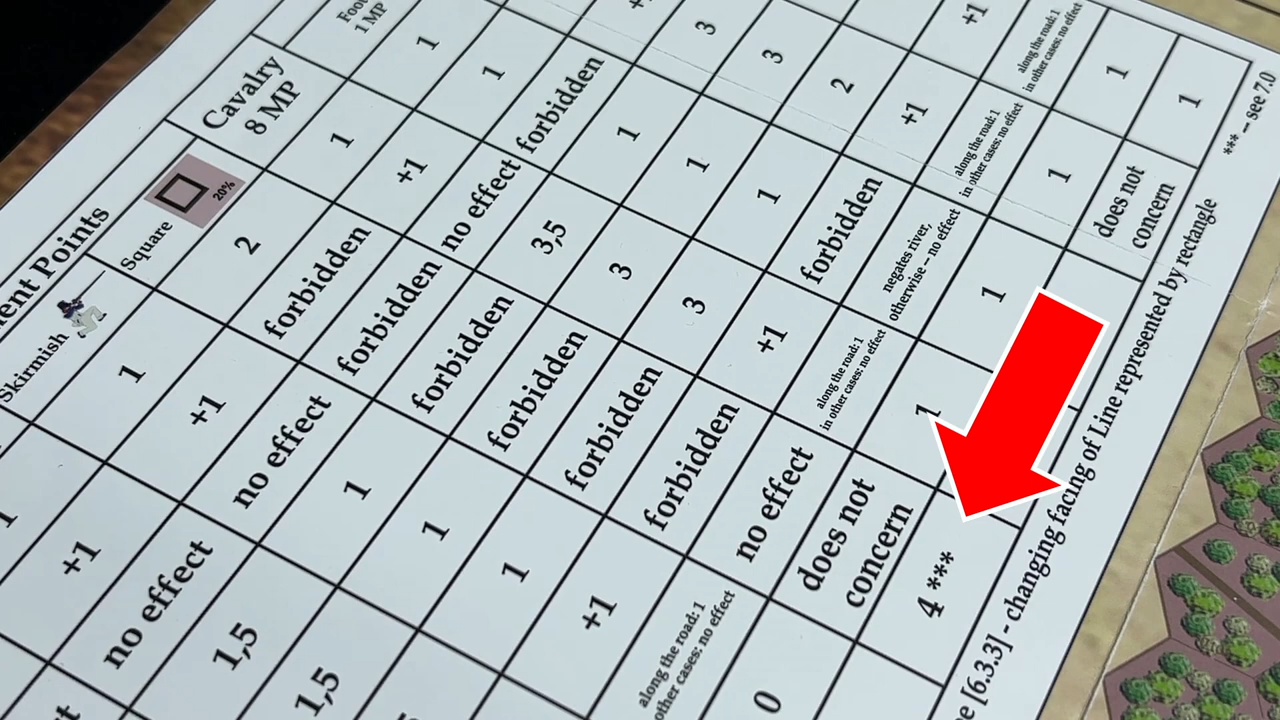 Points
Skirmish Square 20% Cavalry
8 MP 1 MP
1 1 2 1 1
+1 +1 forbidden +1 1
no effect no effect forbidden no effect forbidden
1,5 1 forbidden 3,5 1 3
1,5 1 forbidden 3 1 3
1 forbidden 3 1 2
+1 forbidden +1 forbidden +1 +1
along the road: 1
in other cases: no effect
no effect
along the road: 1
in other cases: no effect
negates river,
otherwise – no effect
along the road: 1
in other cases: no effect
along the road: 1
in other cases: no effect
0
does not
concern
1 1 1 1
4 ***
does not
concern
1
[6.3.3] - changing facing of Line represented by rectangle
*** – see 7.0